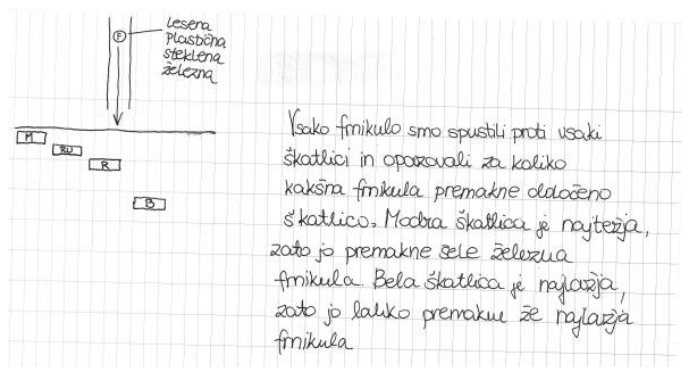 lesena
plastična
steklena
železna
F
M
RU
R
B
Vsako frnikulo smo spustili proti vsaki
škatlici in opazovali za koliko
kakšna frnikula premakne določeno
škatlico. Modra škatlica je najtežja,
zato jo premakne šele železna
frnikula. Bela škatlica je najlažja,
zato jo lahko premakne že najlažja
frnikula